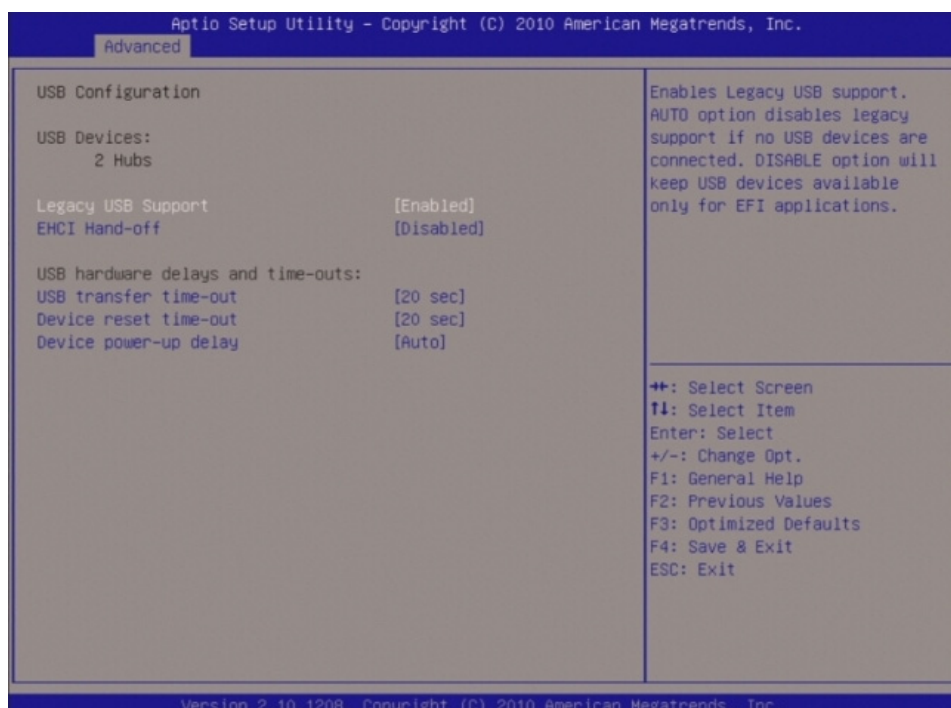 Aptio Setup Utility – Copyright (C) 2010 American Megatrends, Inc.
Advanced
USB Configuration
USB Devices:
2 Hubs
Legacy USB Support [Enabled]
EHCI Hand-off [Disabled]
USB hardware delays and time-outs:
USB transfer time-out [20 sec]
Device reset time-out [20 sec]
Device power-up delay [Auto]
Enables Legacy USB support.
AUTO option disables legacy
support if no USB devices are
connected. DISABLE option will
keep USB devices available
only for EFI applications.
→←: Select Screen
↑↓: Select Item
Enter: Select
+/-: Change Opt.
F1: General Help
F2: Previous Values
F3: Optimized Defaults
F4: Save & Exit
ESC: Exit
Version 2.10.1208. Copyright (C) 2010 American Megatrends, Inc.